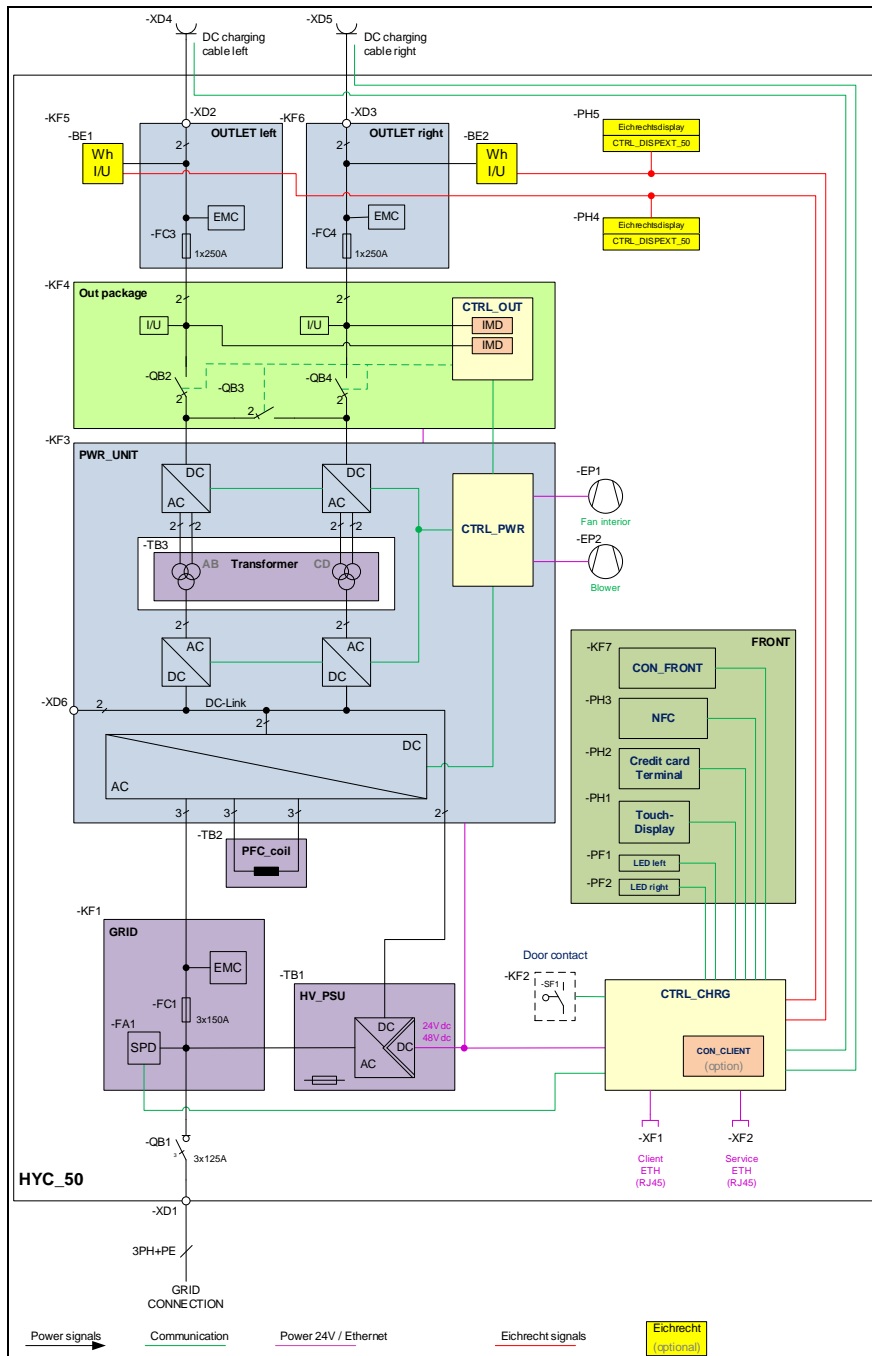 -XD4
DC charging
cable left
-XD5
DC charging
cable right
-KF5
-XD2
OUTLET left
-BE1
Wh
I/U
2
EMC
-FC3
1x250A
-KF6
-XD3
OUTLET right
-BE2
Wh
I/U
2
EMC
-FC4
1x250A
-PH5
Eichrechtsdisplay
CTRL_DISPEXT_50
-PH4
Eichrechtsdisplay
CTRL_DISPEXT_50
-KF4
Out package
2
2
I/U
I/U
CTRL_OUT
IMD
IMD
-QB2
2
-QB3
2
-QB4
2
-KF3
PWR_UNIT
DC
AC
DC
AC
2
2
2
2
-TB3
AB
Transformer
CD
2
2
AC
DC
AC
DC
CTRL_PWR
-EP1
Fan interior
-EP2
Blower
-XD6
2
DC-Link
2
DC
AC
3
3
3
2
-TB2
PFC_coil
FRONT
-KF7
CON_FRONT
-PH3
NFC
-PH2
Credit card
Terminal
-PH1
Touch-
Display
-PF1
LED left
-PF2
LED right
-KF1
GRID
EMC
-FC1
3x150A
-FA1
SPD
-TB1
HV_PSU
DC
DC
AC
24V dc
48V dc
Door contact
-KF2
-SF1
CTRL_CHRG
CON_CLIENT
(option)
-XF1
Client
ETH
(RJ45)
-XF2
Service
ETH
(RJ45)
-QB1
3
3x125A
HYC_50
-XD1
3PH+PE
GRID
CONNECTION
Power signals
Communication
Power 24V / Ethernet
Eichrecht signals
Eichrecht
(optional)